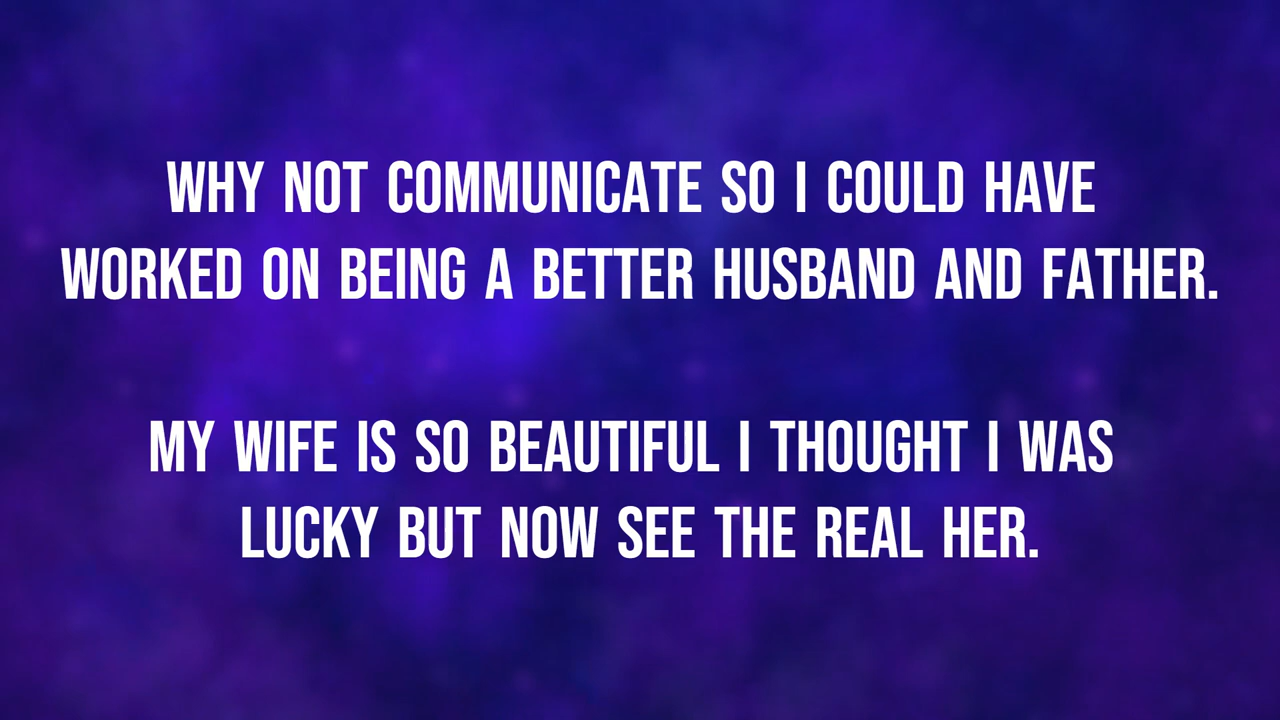 WHY NOT COMMUNICATE SO I COULD HAVE
WORKED ON BEING A BETTER HUSBAND AND FATHER.
MY WIFE IS SO BEAUTIFUL I THOUGHT I WAS
LUCKY BUT NOW SEE THE REAL HER.